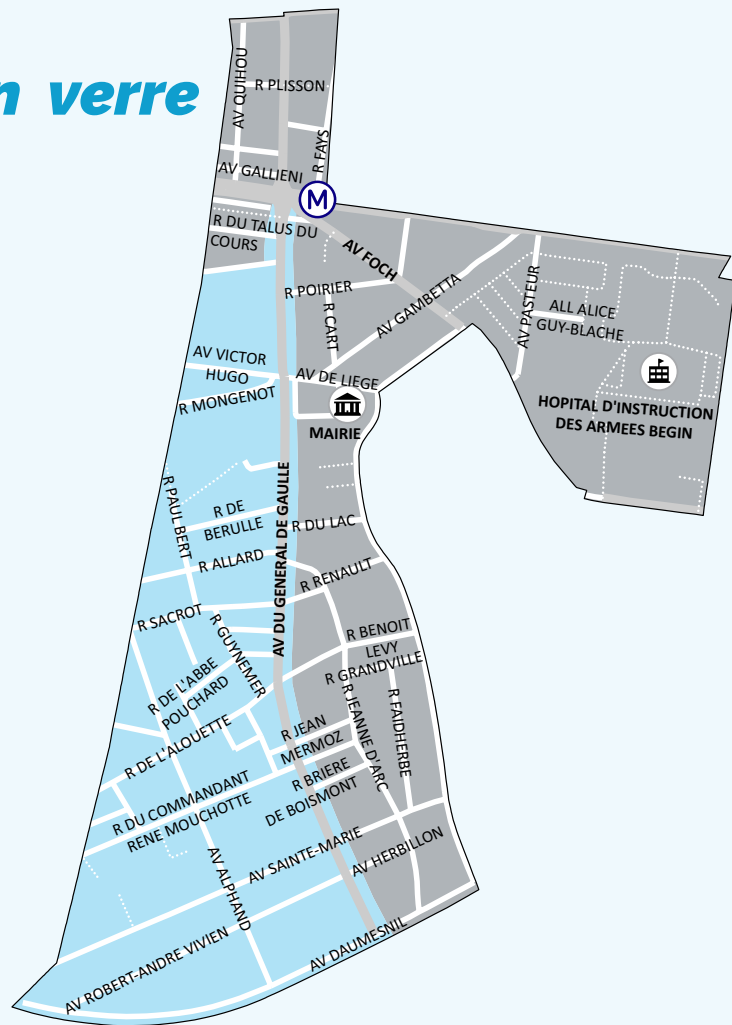 n verre
AV QUIHOU
R PLISSON
R FAYS
AV GALLIENI
M
R DU TALUS DU
COURS
AV FOCH
R POIRIER
R CART
AV GAMBETTA
AV PASTEUR
ALL ALICE
GUY-BLACHE
AV VICTOR
HUGO
AV DE LIEGE
R MONGENOT
MAIRIE
HOPITAL D'INSTRUCTION
DES ARMEES BEGIN
R PAUL BERT
R DE
BERULLE
AV DU GENERAL DE GAULLE
R DU LAC
R ALLARD
R RENAULT
R SACROT
R GUYNEMER
R BENOIT
LEVY
R GRANDVILLE
R DE L'ABBE
POUCHARD
R JEANNE D'ARC
R FAIDHERBE
R DE L'ALOUETTE
R JEAN
MERMOZ
R BRIERE
DE BOISMONT
R DU COMMANDANT
RENE MOUCHOTTE
AV SAINTE-MARIE
AV HERBILLON
AV ALPHAND
AV ROBERT-ANDRE VIVIEN
AV DAUMESNIL